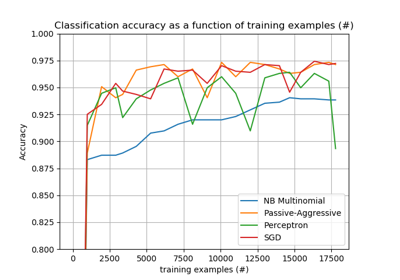 Classification accuracy as a function of training examples (#)
1.000
0.975
0.950
0.925
0.900
0.875
0.850
0.825
0.800
Accuracy
NB Multinomial
Passive-Aggressive
Perceptron
SGD
0 2500 5000 7500 10000 12500 15000 17500
training examples (#)